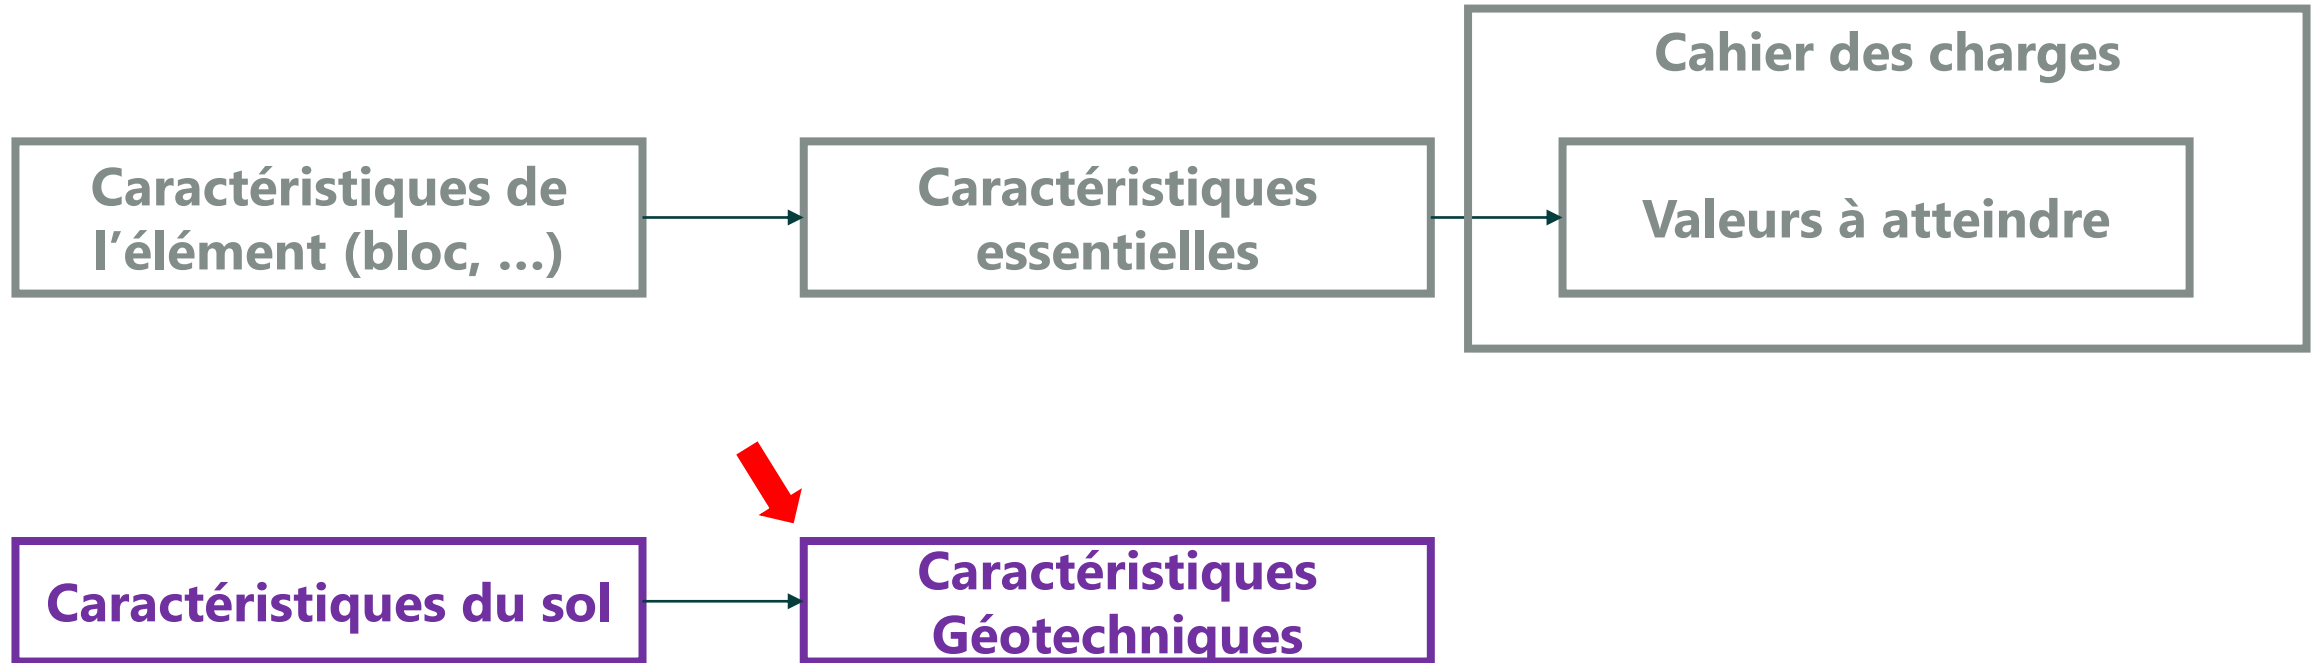 Cahier des charges
Caractéristiques de
l’élément (bloc, …)
Caractéristiques
essentielles
Valeurs à atteindre
Caractéristiques du sol
Caractéristiques
Géotechniques